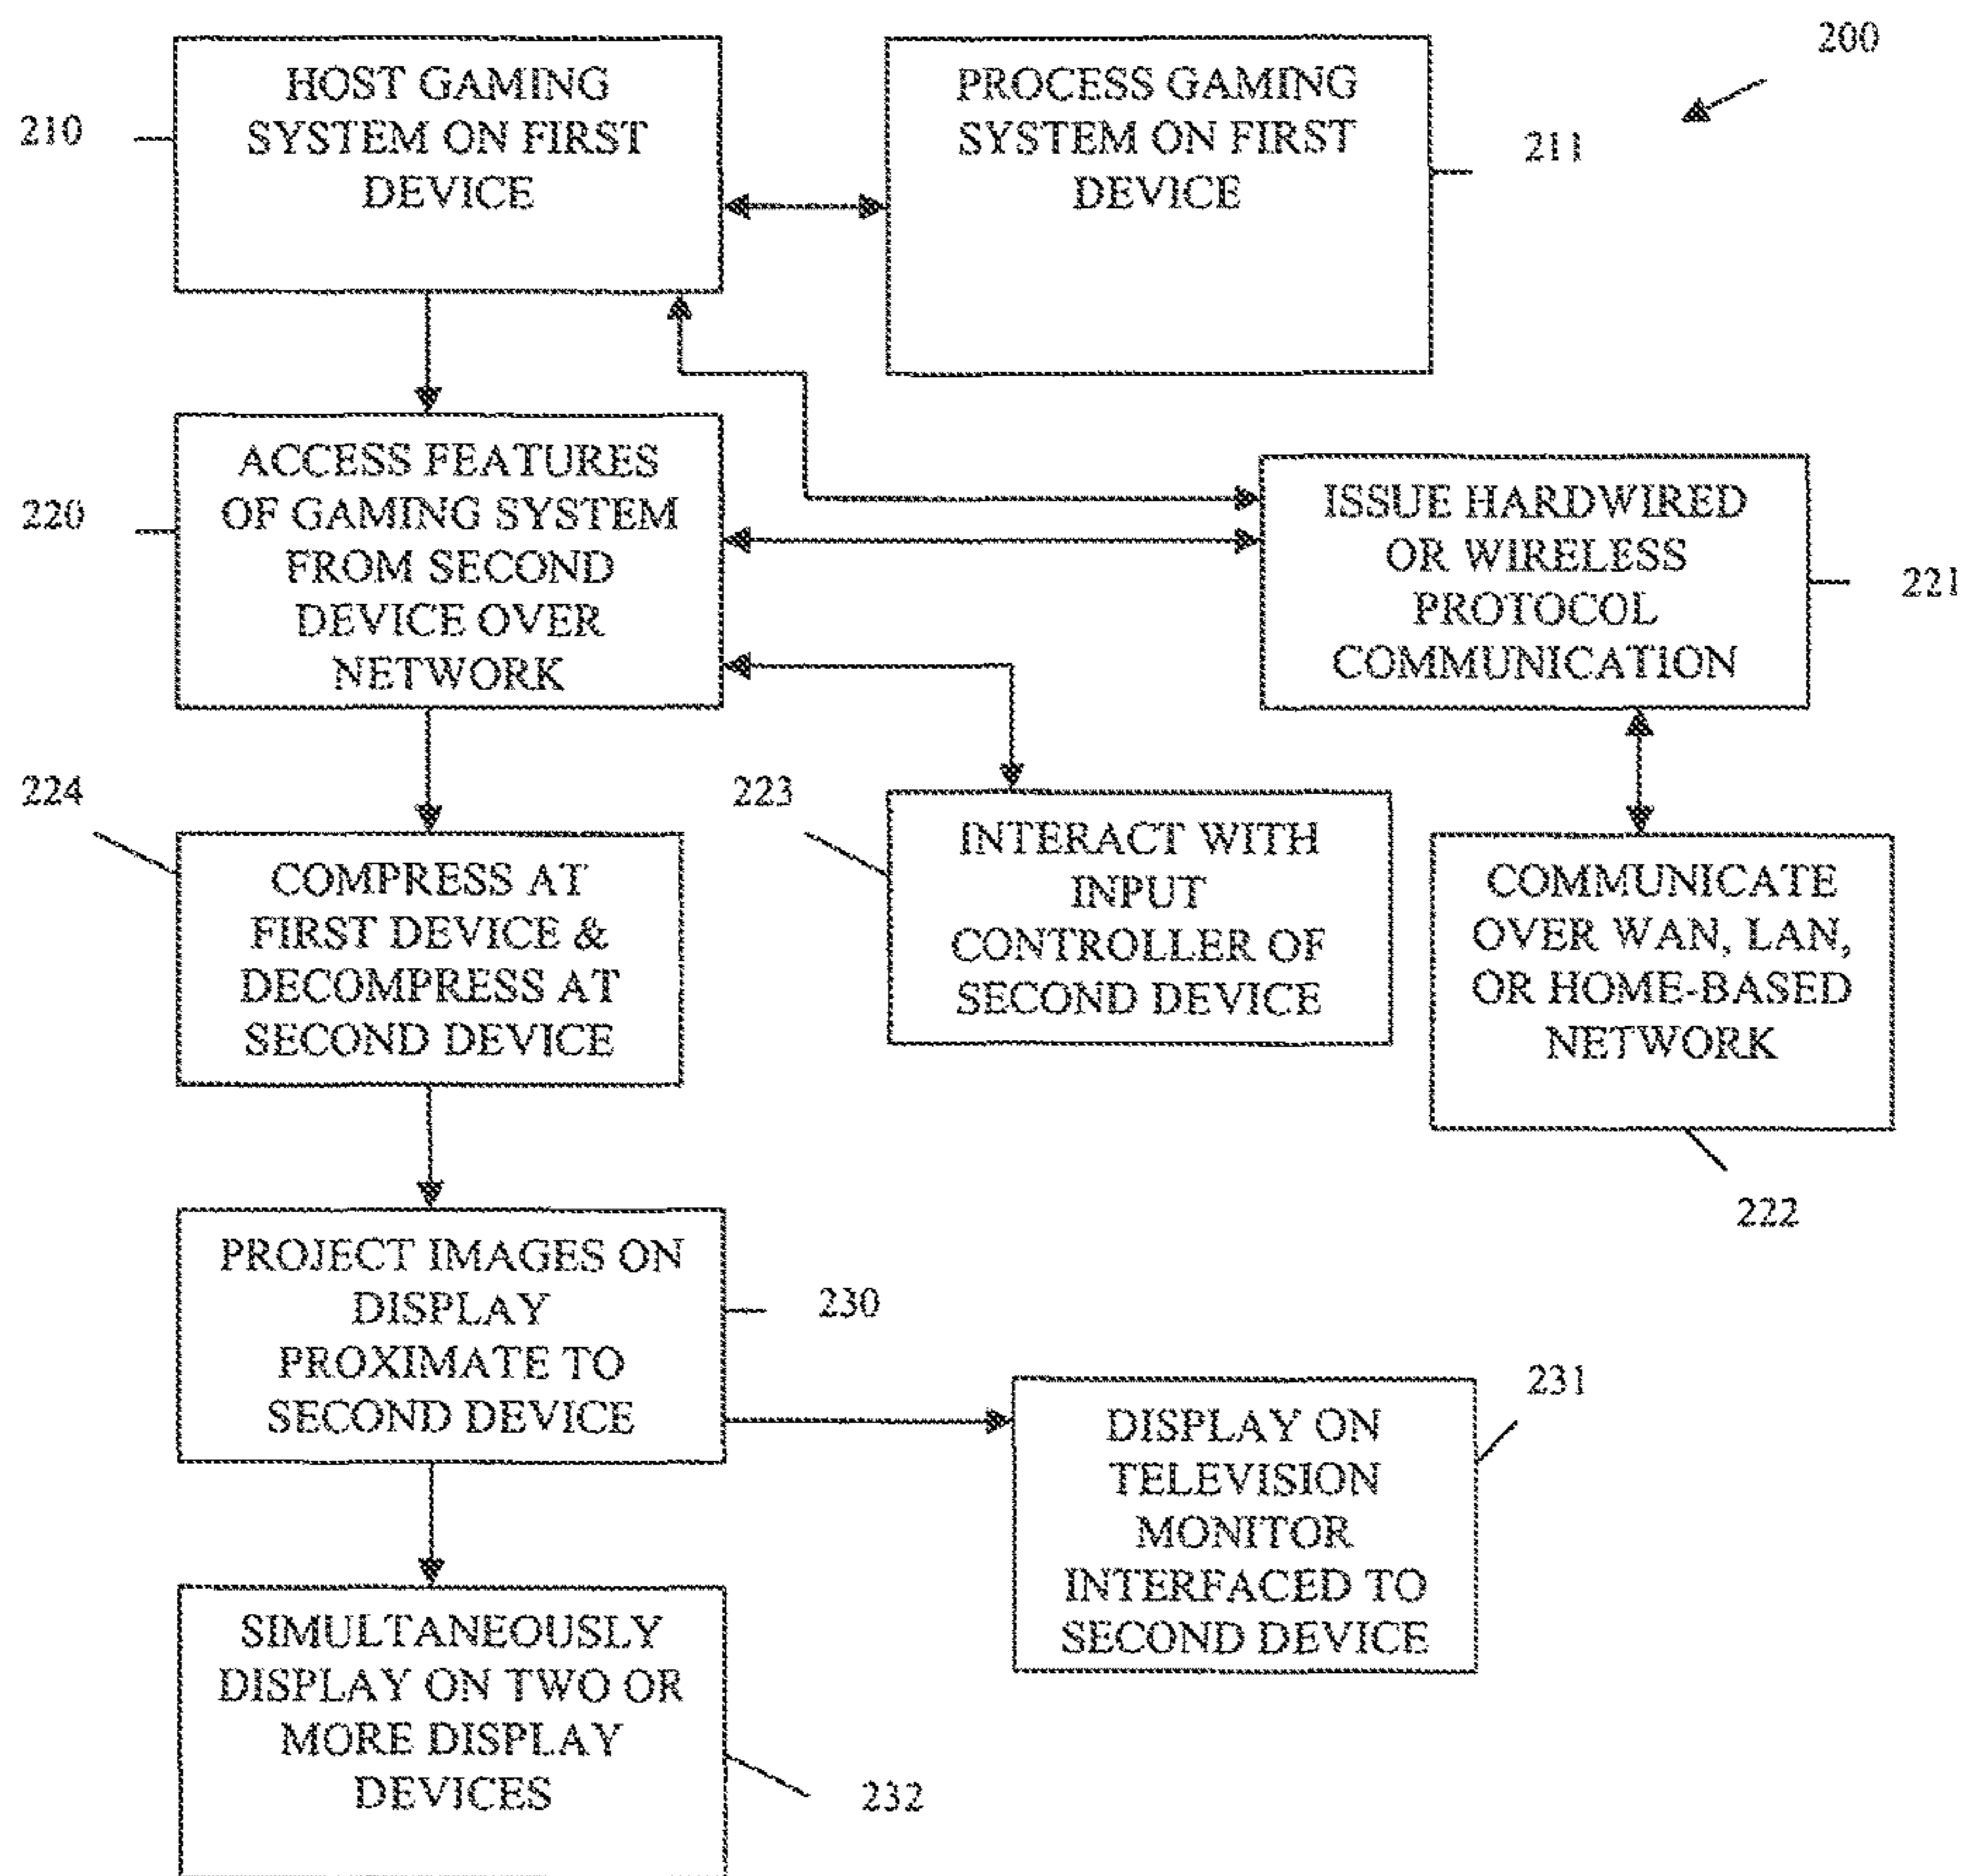 200
210
HOST GAMING
SYSTEM ON FIRST
DEVICE
PROCESS GAMING
SYSTEM ON FIRST
DEVICE
211
220
ACCESS FEATURES
OF GAMING SYSTEM
FROM SECOND
DEVICE OVER
NETWORK
ISSUE HARDWIRED
OR WIRELESS
PROTOCOL
COMMUNICATION
221
224
COMPRESS AT
FIRST DEVICE &
DECOMPRESS AT
SECOND DEVICE
223
INTERACT WITH
INPUT
CONTROLLER OF
SECOND DEVICE
COMMUNICATE
OVER WAN, LAN,
OR HOME-BASED
NETWORK
222
PROJECT IMAGES ON
DISPLAY
PROXIMATE TO
SECOND DEVICE
230
231
DISPLAY ON
TELEVISION
MONITOR
INTERFACED TO
SECOND DEVICE
SIMULTANEOUSLY
DISPLAY ON TWO OR
MORE DISPLAY
DEVICES
232